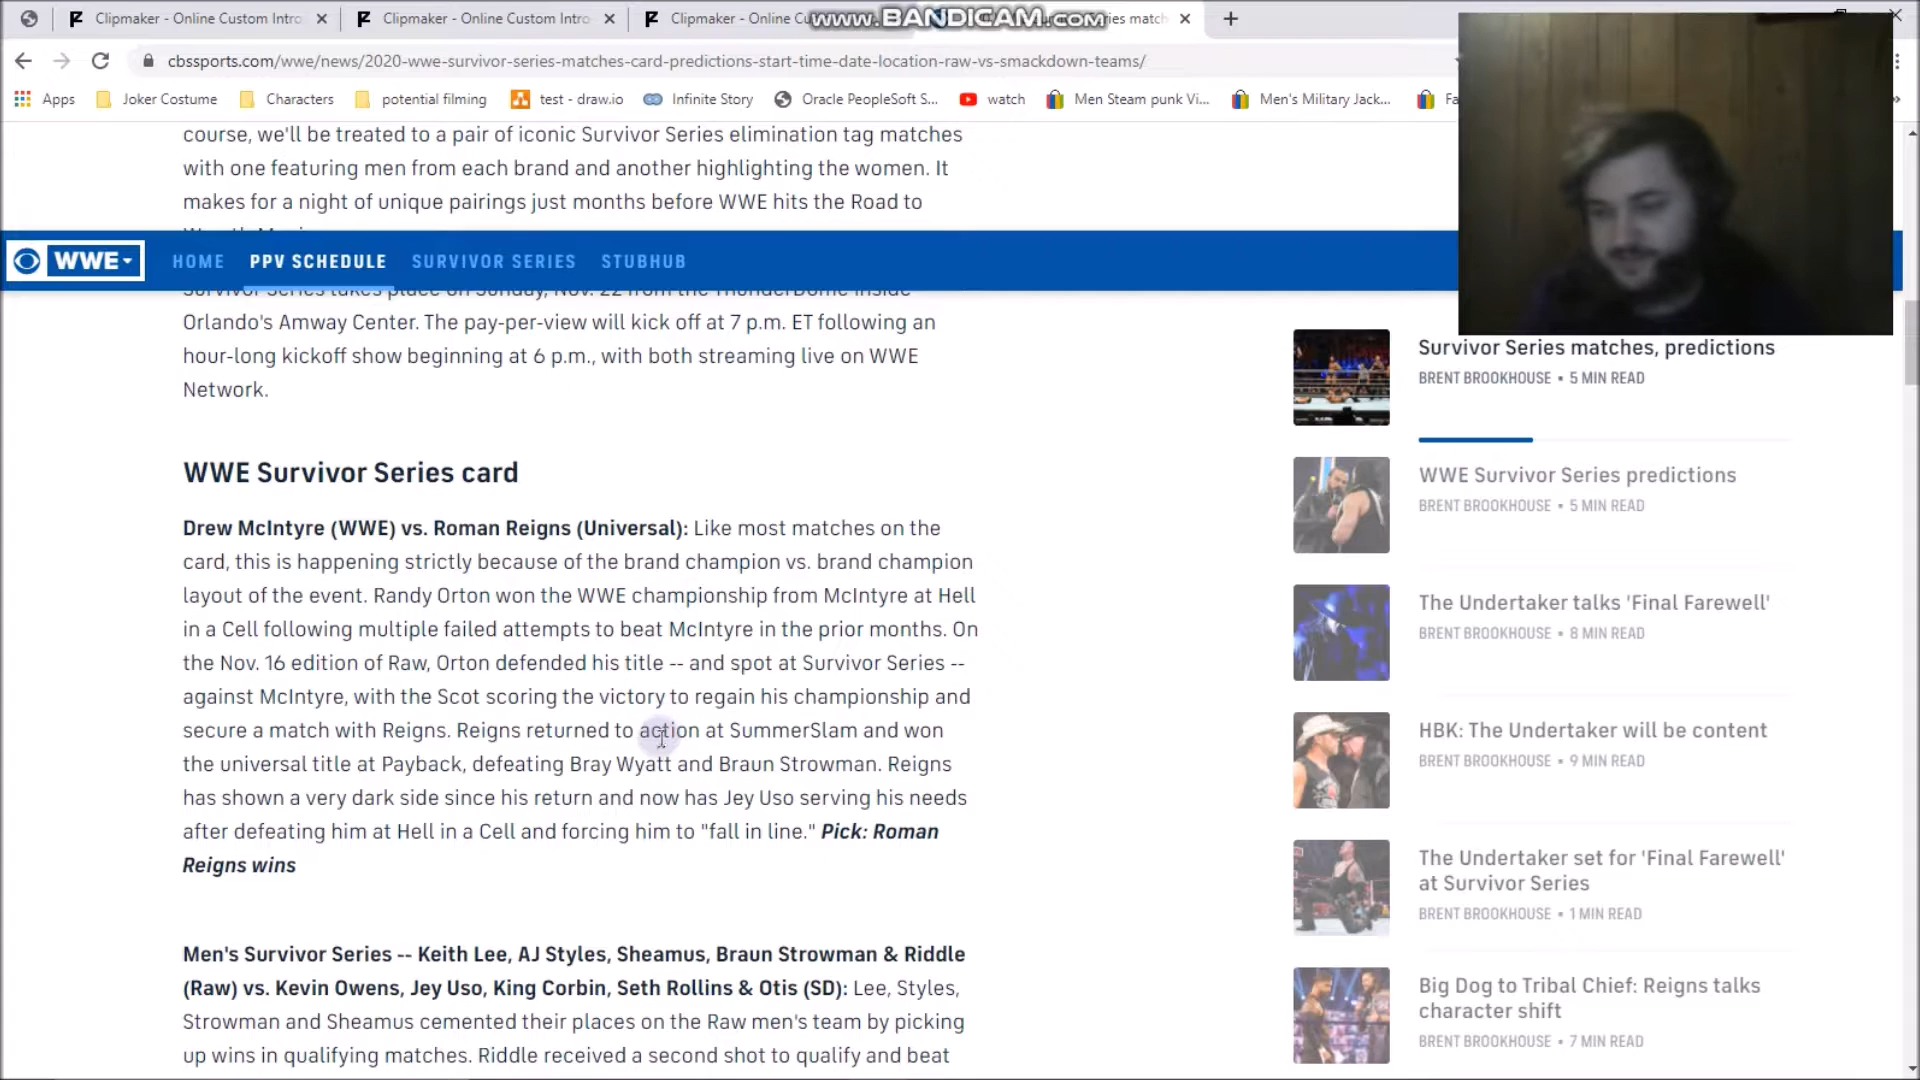 Clipmaker - Online Custom Intro
Clipmaker - Online Custom Intro
Clipmaker - Online Cu
www.BANDICAM.com
ries match
cbssports.com/wwe/news/2020-wwe-survivor-series-matches-card-predictions-start-time-date-location-raw-vs-smackdown-teams/
Apps
Joker Costume
Characters
potential filming
test - draw.io
Infinite Story
Oracle PeopleSoft S...
watch
Men Steam punk Vi...
Men's Military Jack...
Fa
course, we'll be treated to a pair of iconic Survivor Series elimination tag matches
with one featuring men from each brand and another highlighting the women. It
makes for a night of unique pairings just months before WWE hits the Road to
WWE
HOME
PPV SCHEDULE
SURVIVOR SERIES
STUBHUB
Survivor Series takes place on Sunday, Nov. 22 from the ThunderDome inside
Orlando's Amway Center. The pay-per-view will kick off at 7 p.m. ET following an
hour-long kickoff show beginning at 6 p.m., with both streaming live on WWE
Network.
WWE Survivor Series card
Drew McIntyre (WWE) vs. Roman Reigns (Universal): Like most matches on the
card, this is happening strictly because of the brand champion vs. brand champion
layout of the event. Randy Orton won the WWE championship from McIntyre at Hell
in a Cell following multiple failed attempts to beat McIntyre in the prior months. On
the Nov. 16 edition of Raw, Orton defended his title -- and spot at Survivor Series --
against McIntyre, with the Scot scoring the victory to regain his championship and
secure a match with Reigns. Reigns returned to action at SummerSlam and won
the universal title at Payback, defeating Bray Wyatt and Braun Strowman. Reigns
has shown a very dark side since his return and now has Jey Uso serving his needs
after defeating him at Hell in a Cell and forcing him to "fall in line." Pick: Roman
Reigns wins
Men's Survivor Series -- Keith Lee, AJ Styles, Sheamus, Braun Strowman & Riddle
(Raw) vs. Kevin Owens, Jey Uso, King Corbin, Seth Rollins & Otis (SD): Lee, Styles,
Strowman and Sheamus cemented their places on the Raw men's team by picking
up wins in qualifying matches. Riddle received a second shot to qualify and beat
Survivor Series matches, predictions
BRENT BROOKHOUSE • 5 MIN READ
WWE Survivor Series predictions
BRENT BROOKHOUSE • 5 MIN READ
The Undertaker talks 'Final Farewell'
BRENT BROOKHOUSE • 8 MIN READ
HBK: The Undertaker will be content
BRENT BROOKHOUSE • 9 MIN READ
The Undertaker set for 'Final Farewell'
at Survivor Series
BRENT BROOKHOUSE • 1 MIN READ
Big Dog to Tribal Chief: Reigns talks
character shift
BRENT BROOKHOUSE • 7 MIN READ